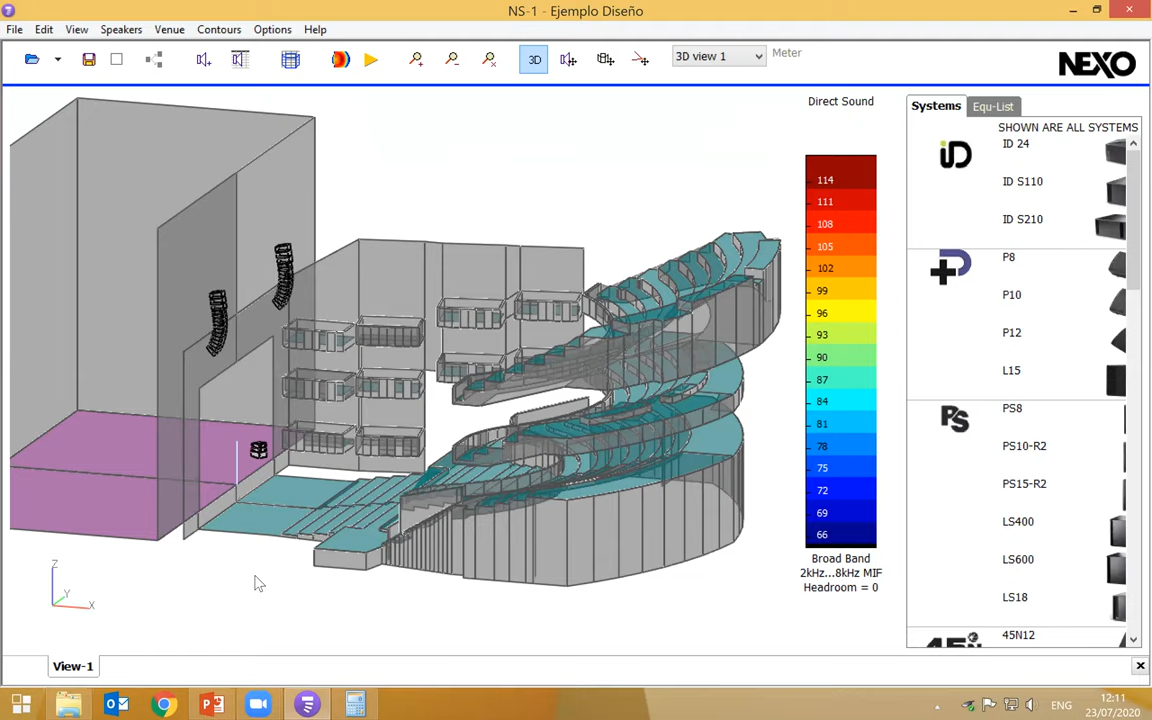 NS-1 - Ejemplo Diseño
File Edit View Speakers Venue Contours Options Help
3D
3D view 1
Meter
NEXO
Direct Sound
114
111
108
105
102
99
96
93
90
87
84
81
78
75
72
69
66
Broad Band
2kHz...8kHz MIF
Headroom = 0
Systems Equ-List
SHOWN ARE ALL SYSTEMS
iD
ID 24
ID S110
ID S210
P8
P10
P12
L15
PS
PS8
PS10-R2
PS15-R2
LS400
LS600
LS18
45N
45N12
Z
Y
X
View-1
ENG
12:11
23/07/2020